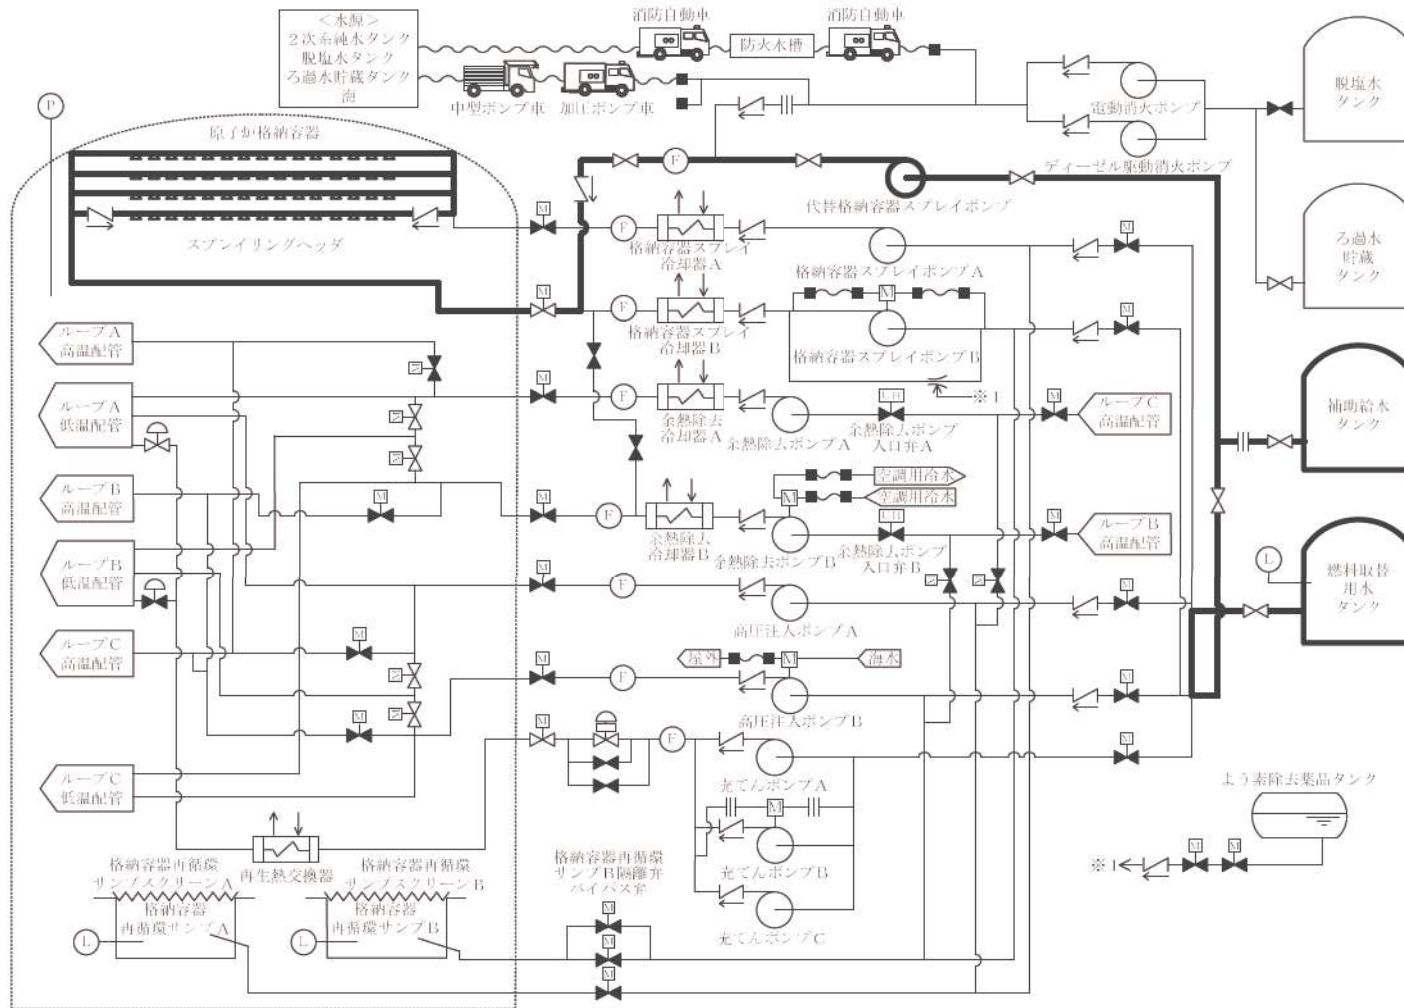 ＜水源＞
2次系純水タンク
脱塩水タンク
ろ過水貯蔵タンク
海
消防自動車
消防自動車
防火水槽
中型ポンプ車
加圧ポンプ車
電動消火ポンプ
ディーゼル駆動消火ポンプ
脱塩水
タンク
P
原子炉格納容器
F
代替格納容器スプレイポンプ
スプレイリングヘッダ
M
F
格納容器スプレイ
冷却器A
格納容器スプレイポンプA
M
ろ過水
貯蔵
タンク
M
F
格納容器スプレイ
冷却器B
M
格納容器スプレイポンプB
M
※1
ループA
高温配管
M
M
F
余熱除去
冷却器A
余熱除去ポンプA
余熱除去ポンプ
入口弁A
M
ループC
高温配管
補助給水
タンク
ループA
低温配管
M
M
空調用冷水
空調用冷水
ループB
高温配管
M
M
F
余熱除去
冷却器B
M
余熱除去ポンプB
余熱除去ポンプ
入口弁B
M
ループB
高温配管
ループB
低温配管
M
F
高圧注入ポンプA
M
M
M
L
燃料取替
用水
タンク
ループC
高温配管
M
M
M
F
屋外
M
海水
高圧注入ポンプB
M
M
M
M
F
充てんポンプA
M
ループC
低温配管
M
充てんポンプB
充てんポンプC
よう素除去薬品タンク
M
M
※1
再生熱交換器
格納容器再循環
サンプスクリーンA
格納容器再循環
サンプスクリーンB
格納容器再循環
サンプB隔離弁
バイパス弁
L
格納容器
再循環サンプA
L
格納容器
再循環サンプB
M
M
M